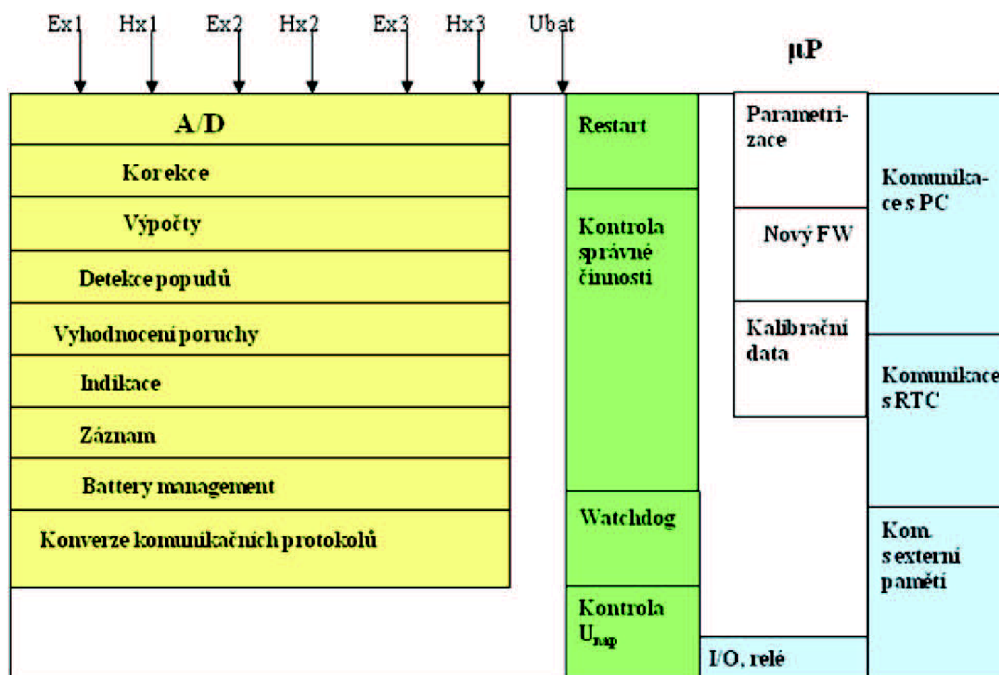 Ex1 Hx1 Ex2 Hx2 Ex3 Hx3 Ubat
µP
A/D
Korekce
Výpočty
Detekce popudů
Vyhodnocení poruchy
Indikace
Záznam
Battery management
Konverze komunikačních protokolů
Restart
Kontrola
správné
činnosti
Watchdog
Kontrola
Unap
Parametri-
zace
Nový FW
Kalibrační
data
I/O, relé
Komunika-
ce s PC
Komunikace
s RTC
Kom.
s externí
pamětí